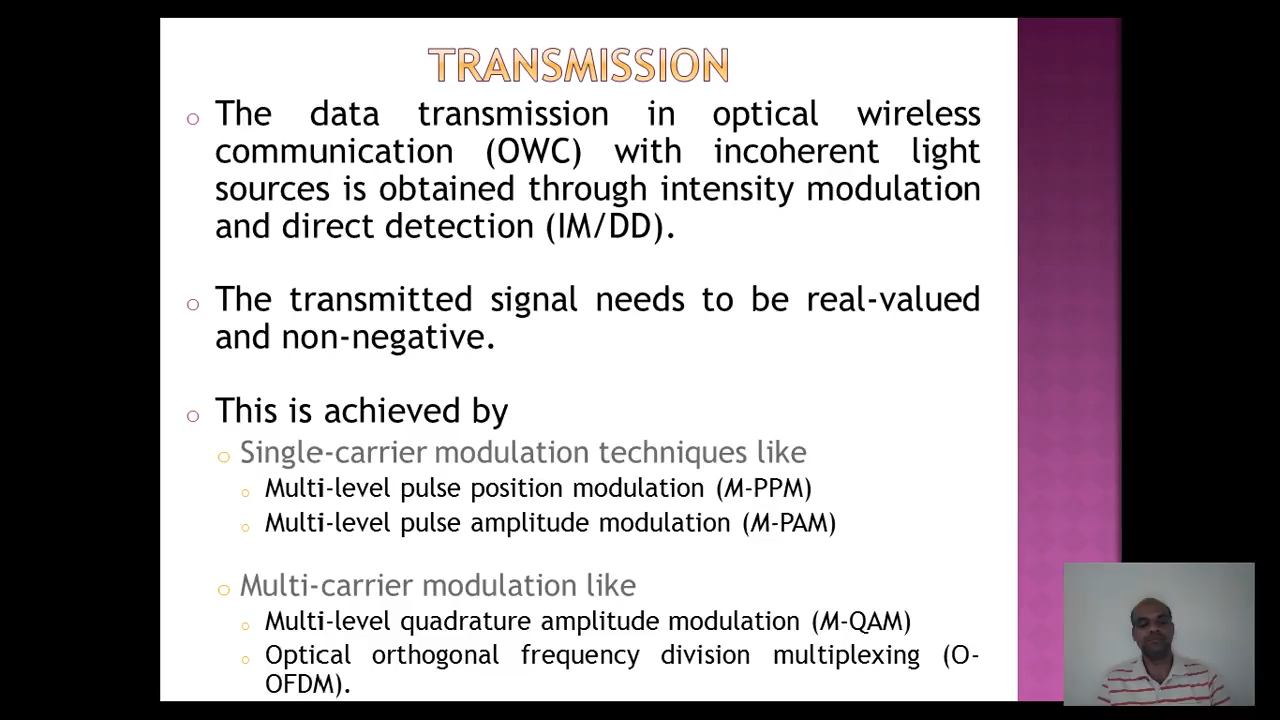 TRANSMISSION
The data transmission in optical wireless
communication (OWC) with incoherent light
sources is obtained through intensity modulation
and direct detection (IM/DD).
The transmitted signal needs to be real-valued
and non-negative.
This is achieved by
Single-carrier modulation techniques like
Multi-level pulse position modulation (M-PPM)
Multi-level pulse amplitude modulation (M-PAM)
Multi-carrier modulation like
Multi-level quadrature amplitude modulation (M-QAM)
Optical orthogonal frequency division multiplexing (O-
OFDM).